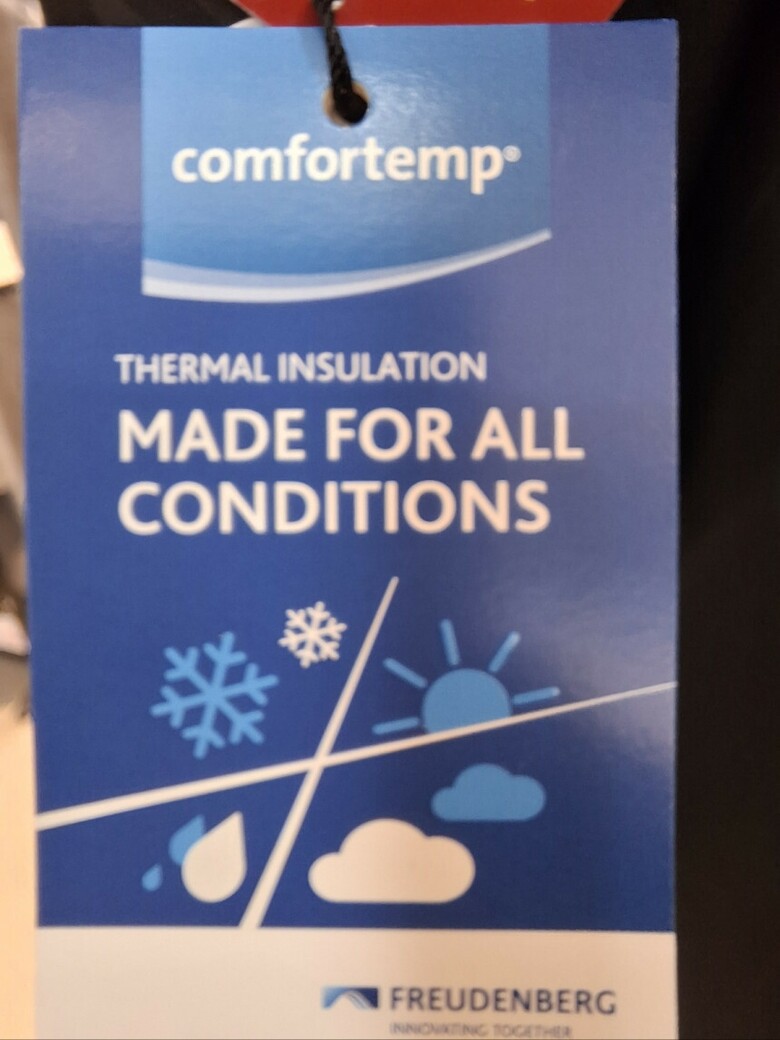 comfortemp®
THERMAL INSULATION
MADE FOR ALL
CONDITIONS
FREUDENBERG
INNOVATING TOGETHER